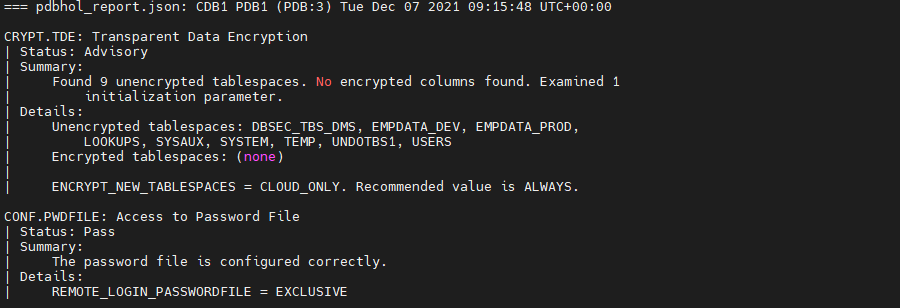 === pdbhol_report.json: CDB1 PDB1 (PDB:3) Tue Dec 07 2021 09:15:48 UTC+00:00
CRYPT.TDE: Transparent Data Encryption
| Status: Advisory
| Summary:
|     Found 9 unencrypted tablespaces. No encrypted columns found. Examined 1
|         initialization parameter.
| Details:
|     Unencrypted tablespaces: DBSEC_TBS_DMS, EMPDATA_DEV, EMPDATA_PROD,
|         LOOKUPS, SYSAUX, SYSTEM, TEMP, UNDOTBS1, USERS
|     Encrypted tablespaces: (none)
|
|     ENCRYPT_NEW_TABLESPACES = CLOUD_ONLY. Recommended value is ALWAYS.
CONF.PWDFILE: Access to Password File
| Status: Pass
| Summary:
|     The password file is configured correctly.
| Details:
|     REMOTE_LOGIN_PASSWORDFILE = EXCLUSIVE